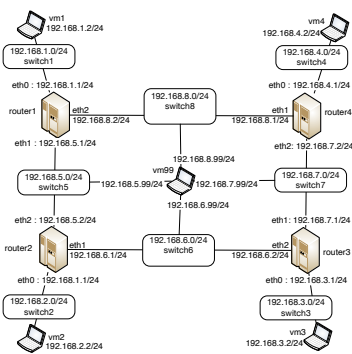 vm1
192.168.1.2/24
vm4
192.168.4.2/24
192.168.1.0/24
switch1
192.168.4.0/24
switch4
eth0 : 192.168.1.1/24
eth0 : 192.168.4.1/24
192.168.8.0/24
switch8
router1
eth2
192.168.8.2/24
eth1
192.168.8.1/24
router4
eth1 : 192.168.5.1/24
eth2: 192.168.7.2/24
192.168.8.99/24
192.168.5.0/24
switch5
vm99
192.168.5.99/24
192.168.7.99/24
192.168.7.0/24
switch7
192.168.6.99/24
eth2 : 192.168.5.2/24
eth1: 192.168.7.1/24
router2
eth1
192.168.6.1/24
192.168.6.0/24
switch6
eth2
192.168.6.2/24
router3
eth0 : 192.168.1.1/24
eth0 : 192.168.3.1/24
192.168.2.0/24
switch2
192.168.3.0/24
switch3
vm2
192.168.2.2/24
vm3
192.168.3.2/24